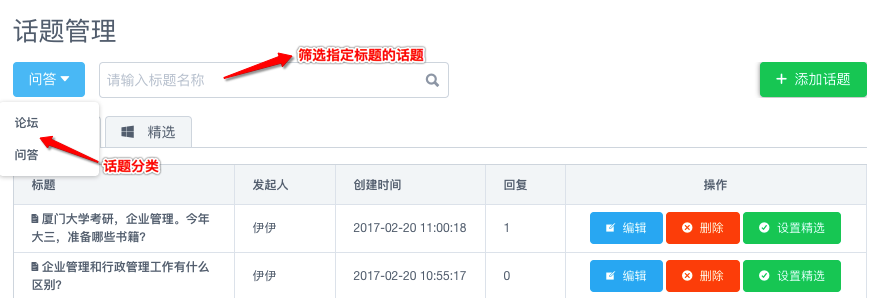 话题管理
筛选指定标题的话题
问答
请输入标题名称
添加话题
论坛
问答
精选
话题分类
标题 发起人 创建时间 回复 操作
厦门大学考研，企业管理。今年
大三，准备哪些书籍？
伊伊 2017-02-20 11:00:18 1 编辑 删除 设置精选
企业管理和行政管理工作有什么
区别？
伊伊 2017-02-20 10:55:17 0 编辑 删除 设置精选